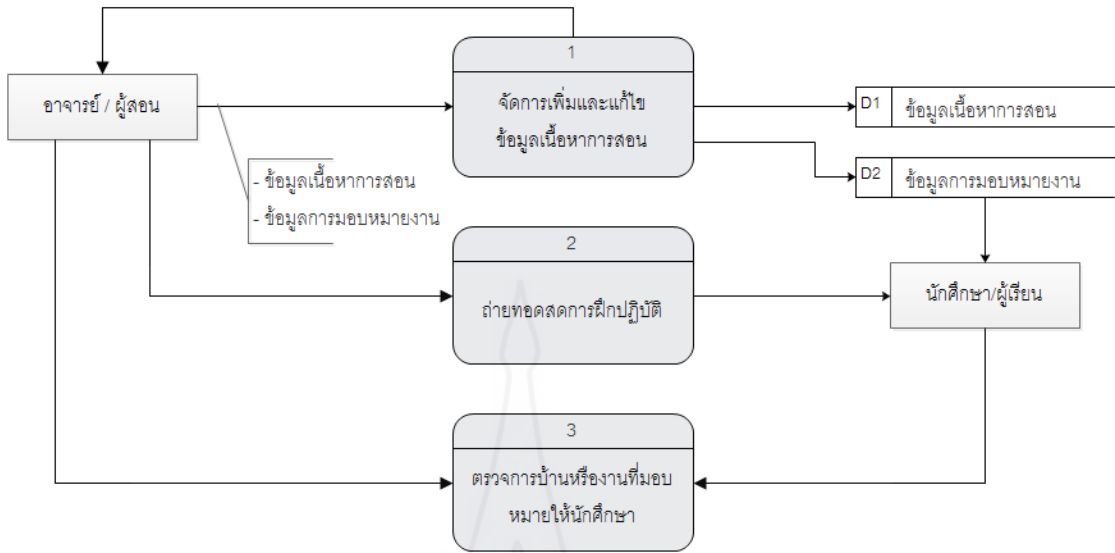 1
อาจารย์ / ผู้สอน
จัดการเพิ่มและแก้ไข
ข้อมูลเนื้อหาการสอน
D1 ข้อมูลเนื้อหาการสอน
D2 ข้อมูลการมอบหมายงาน
- ข้อมูลเนื้อหาการสอน
- ข้อมูลการมอบหมายงาน
2
ถ่ายทอดสดการฝึกปฏิบัติ
นักศึกษา/ผู้เรียน
3
ตรวจการบ้านหรืองานที่มอบ
หมายให้นักศึกษา